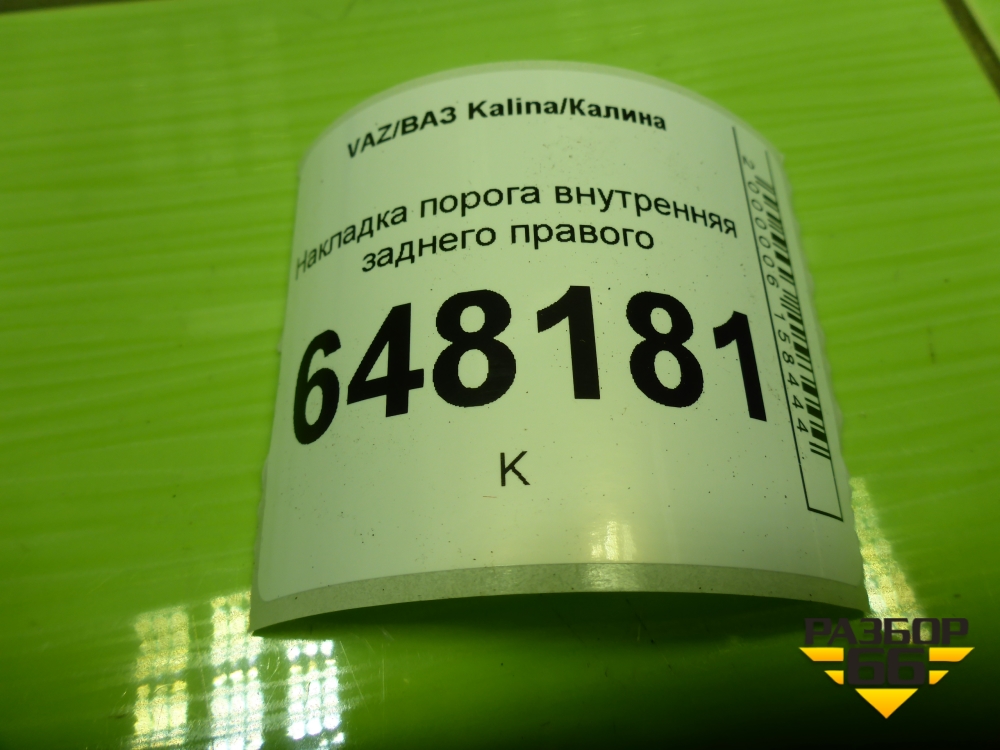 VAZ/ВАЗ Kalina/Калина
Накладка порога внутренняя
заднего правого
648181
K
2000006158444
РАЗБОР
66